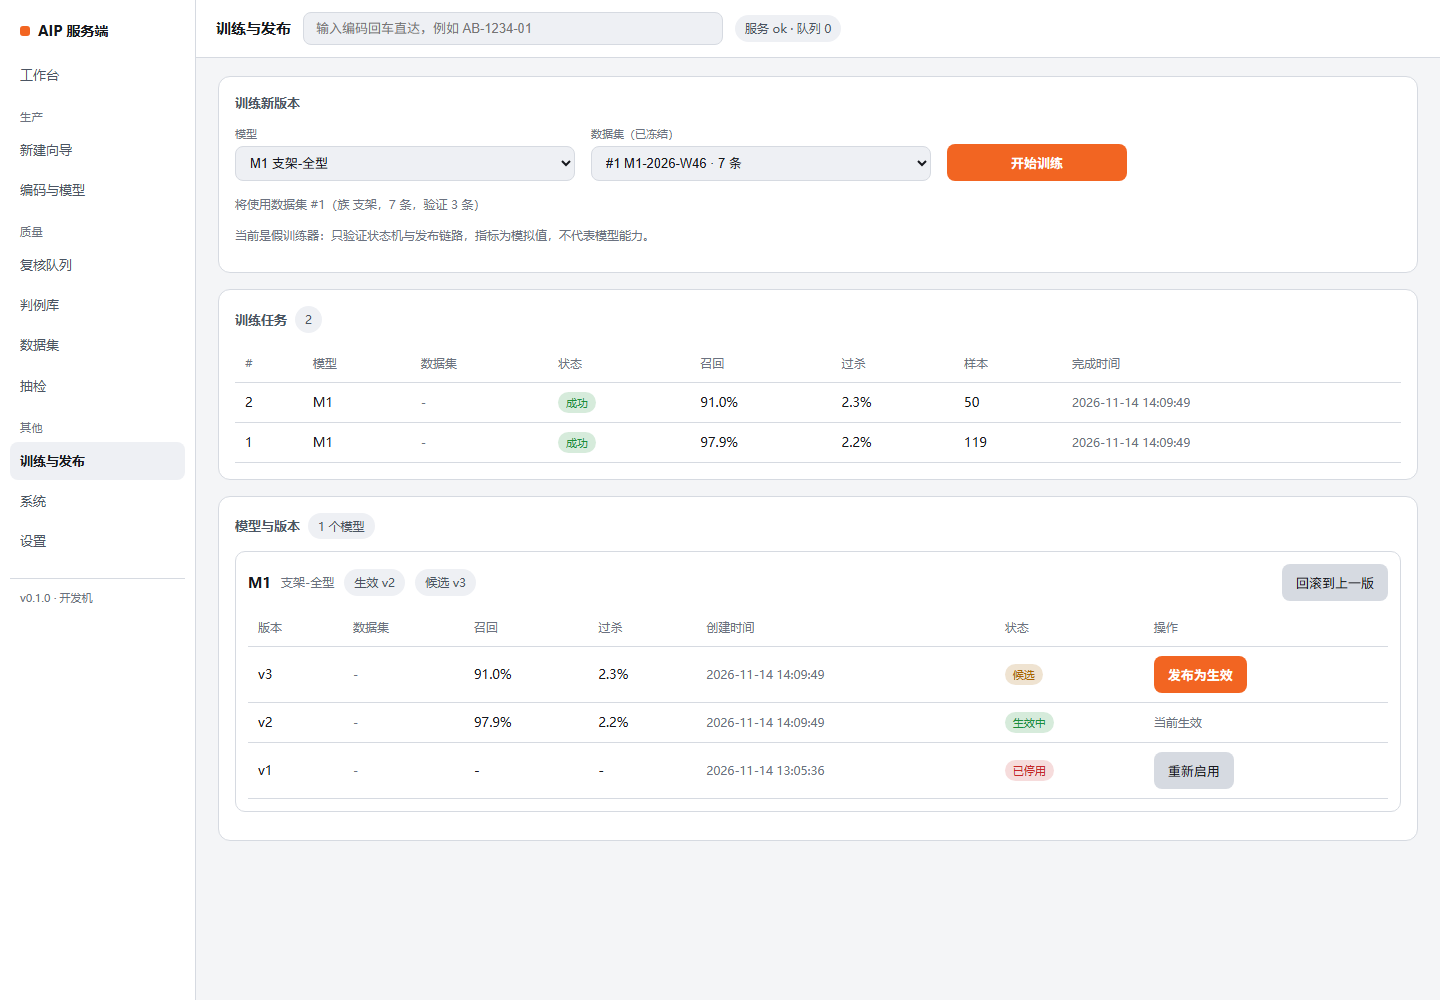 AIP 服务端
工作台
生产
新建向导
编码与模型
质量
复核队列
判例库
数据集
抽检
其他
训练与发布
系统
设置
v0.1.0 · 开发机
训练与发布 输入编码回车直达，例如 AB-1234-01 服务 ok · 队列 0
训练新版本
模型 数据集（已冻结）
M1 支架-全型 #1 M1-2026-W46 · 7 条 开始训练
将使用数据集 #1（族 支架，7 条，验证 3 条）
当前是假训练器：只验证状态机与发布链路，指标为模拟值，不代表模型能力。
训练任务 2
# 模型 数据集 状态 召回 过杀 样本 完成时间
2 M1 - 成功 91.0% 2.3% 50 2026-11-14 14:09:49
1 M1 - 成功 97.9% 2.2% 119 2026-11-14 14:09:49
模型与版本 1 个模型
M1 支架-全型 生效 v2 候选 v3 回滚到上一版
版本 数据集 召回 过杀 创建时间 状态 操作
v3 - 91.0% 2.3% 2026-11-14 14:09:49 候选 发布为生效
v2 - 97.9% 2.2% 2026-11-14 14:09:49 生效中 当前生效
v1 - - - 2026-11-14 13:05:36 已停用 重新启用